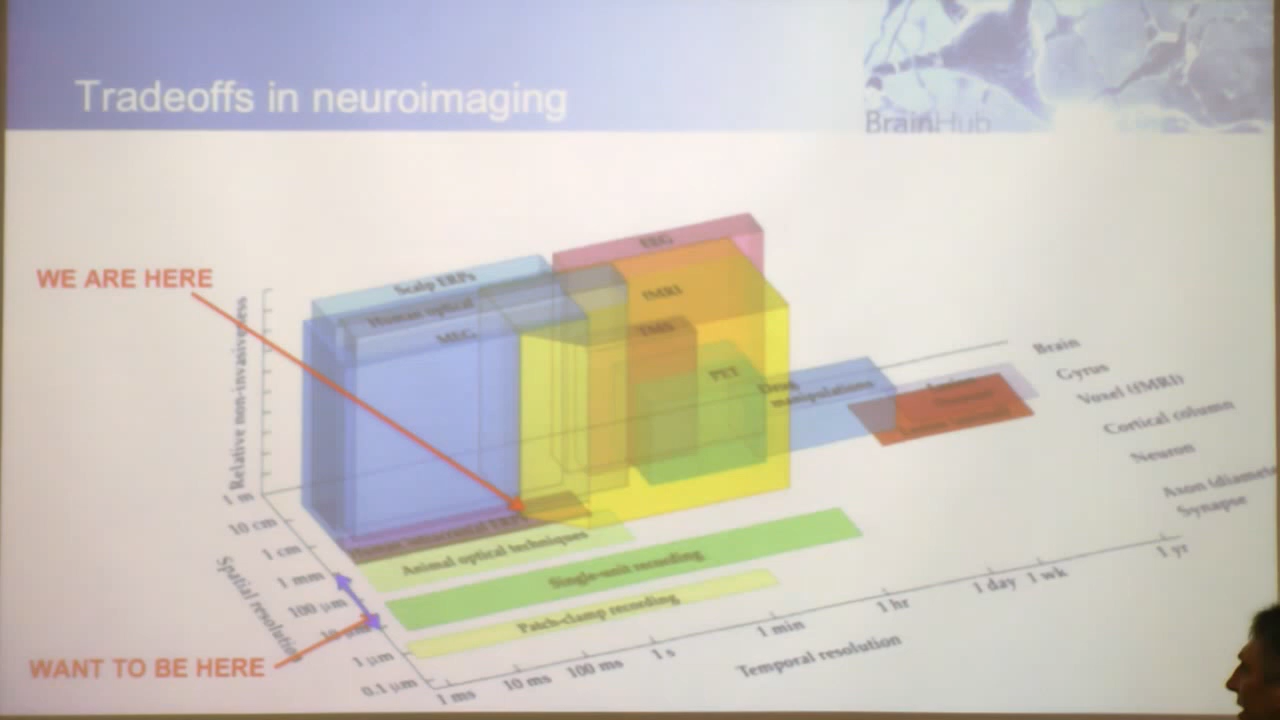 Tradeoffs in neuroimaging
BrainHub
WE ARE HERE
EEG
Scalp ERPs
Human optical
fMRI
MEG
TMS
PET
Drug
manipulations
Brain
Gyrus
Voxel (fMRI)
Cortical column
Neuron
Synapse
Relative non-invasiveness
1 m
10 cm
1 cm
1 mm
100 µm
1 µm
0.1 µm
Spatial resolution
Animal optical techniques
Single-unit recording
Patch-clamp recording
WANT TO BE HERE
1 ms
10 ms
100 ms
1 s
1 min
1 hr
1 day
1 wk
1 yr
Temporal resolution